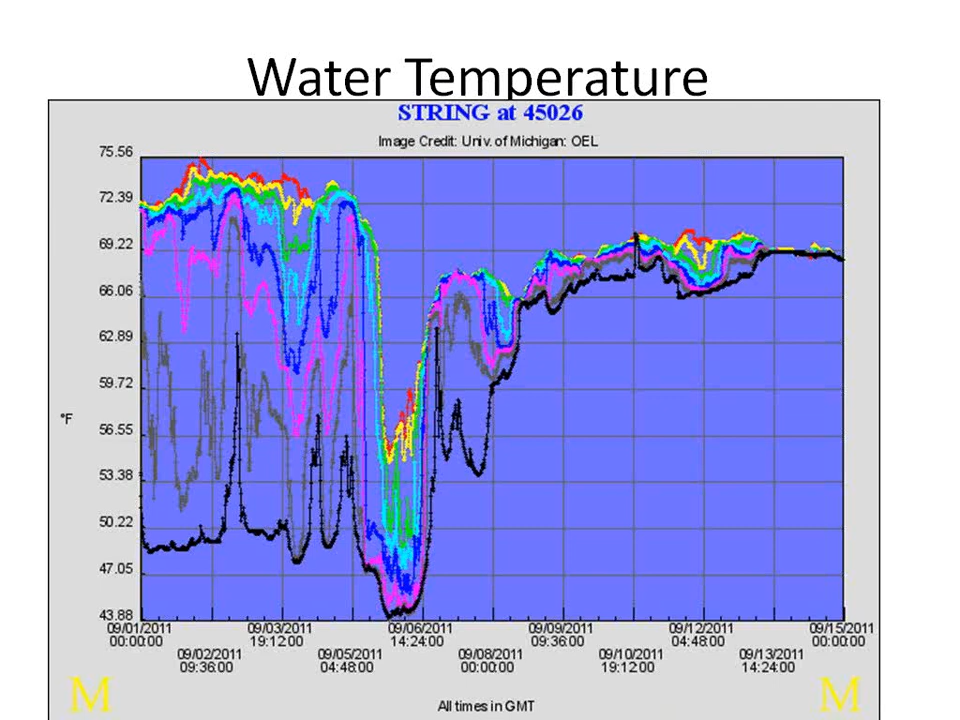 Water Temperature
STRING at 45026
Image Credit: Univ. of Michigan: OEL
75.56
72.39
69.22
66.06
62.89
59.72
°F
56.55
53.38
50.22
47.05
43.88
09/01/2011 09/03/2011 09/06/2011 09/09/2011 09/12/2011 09/15/2011
00:00:00 19:12:00 14:24:00 09:36:00 04:48:00 00:00:00
09/02/2011 09/05/2011 09/08/2011 09/10/2011 09/13/2011
09:36:00 04:48:00 00:00:00 19:12:00 14:24:00
M M
All times in GMT